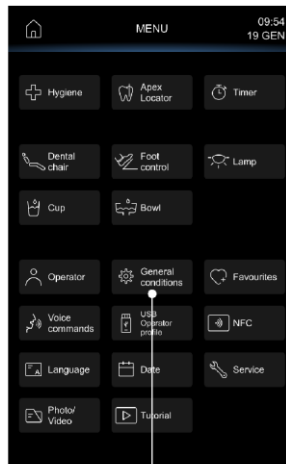 MENU
09:54
19 GEN
Hygiene
Apex
Locator
Timer
Dental
chair
Foot
control
Lamp
Cup
Bowl
Operator
General
conditions
Favourites
Voice
commands
USB
Operator
profile
NFC
Language
Date
Service
Photo/
Video
Tutorial